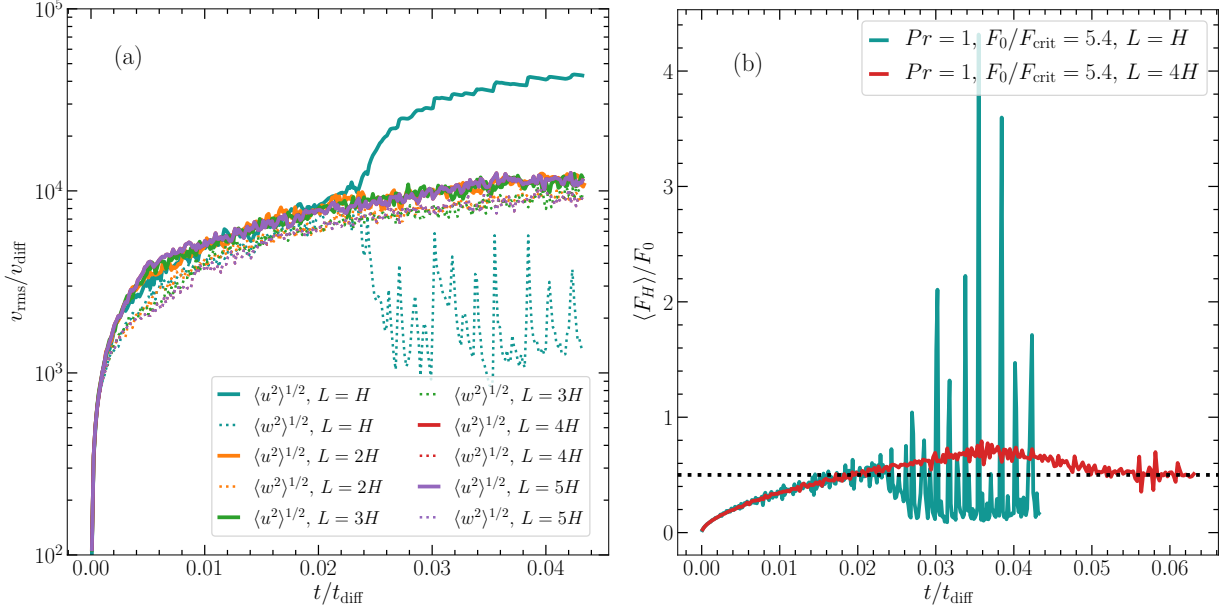 (a)
10^5
10^4
10^3
10^2
v_rms/v_diff
0.00 0.01 0.02 0.03 0.04
t/t_diff
⟨u^2⟩^{1/2}, L = H
⟨w^2⟩^{1/2}, L = H
⟨u^2⟩^{1/2}, L = 2H
⟨w^2⟩^{1/2}, L = 2H
⟨u^2⟩^{1/2}, L = 3H
⟨w^2⟩^{1/2}, L = 3H
⟨u^2⟩^{1/2}, L = 4H
⟨w^2⟩^{1/2}, L = 4H
⟨u^2⟩^{1/2}, L = 5H
⟨w^2⟩^{1/2}, L = 5H
(b)
Pr = 1, F_0/F_crit = 5.4, L = H
Pr = 1, F_0/F_crit = 5.4, L = 4H
4
3
2
1
0
⟨F_H⟩/F_0
0.00 0.01 0.02 0.03 0.04 0.05 0.06
t/t_diff